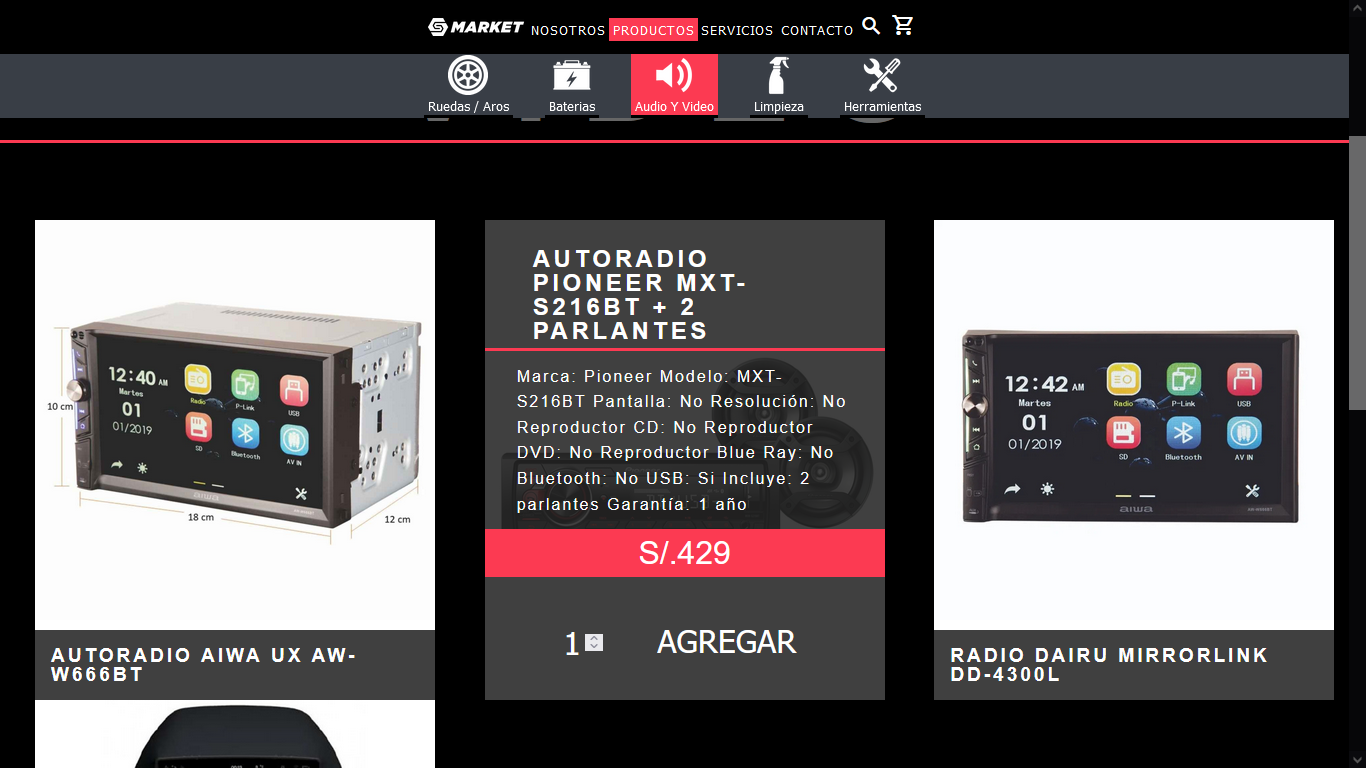 MARKET NOSOTROS PRODUCTOS SERVICIOS CONTACTO
Ruedas / Aros Baterias Audio Y Video Limpieza Herramientas
12:40 AM
Martes
01
01/2019
Radio P-Link USB
SD Bluetooth AV IN
aiwa
10 cm
18 cm
12 cm
AUTORADIO AIWA UX AW-
W666BT
AUTORADIO
PIONEER MXT-
S216BT + 2
PARLANTES
Marca: Pioneer Modelo: MXT-
S216BT Pantalla: No Resolución: No
Reproductor CD: No Reproductor
DVD: No Reproductor Blue Ray: No
Bluetooth: No USB: Si Incluye: 2
parlantes Garantía: 1 año
S/.429
1 AGREGAR
12:42 AM
Martes
01
01/2019
Radio P-Link USB
SD Bluetooth AV IN
aiwa
RADIO DAIRU MIRRORLINK
DD-4300L